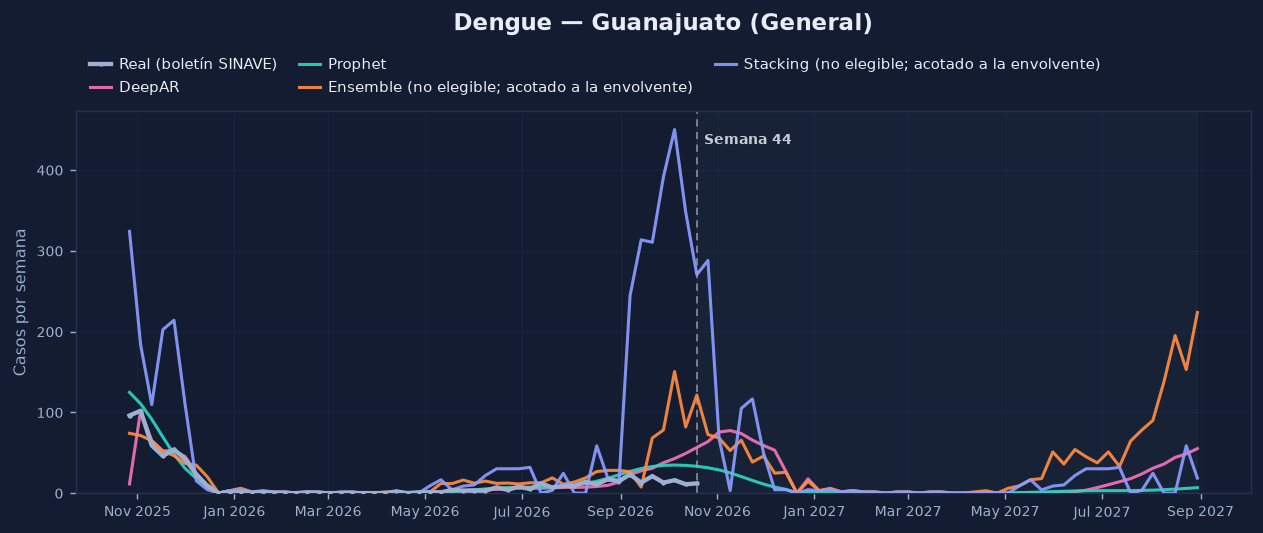 Dengue — Guanajuato (General)
Real (boletín SINAVE)
Prophet
Stacking (no elegible; acotado a la envolvente)
DeepAR
Ensemble (no elegible; acotado a la envolvente)
Semana 44
Casos por semana
400
300
200
100
0
Nov 2025
Jan 2026
Mar 2026
May 2026
Jul 2026
Sep 2026
Nov 2026
Jan 2027
Mar 2027
May 2027
Jul 2027
Sep 2027